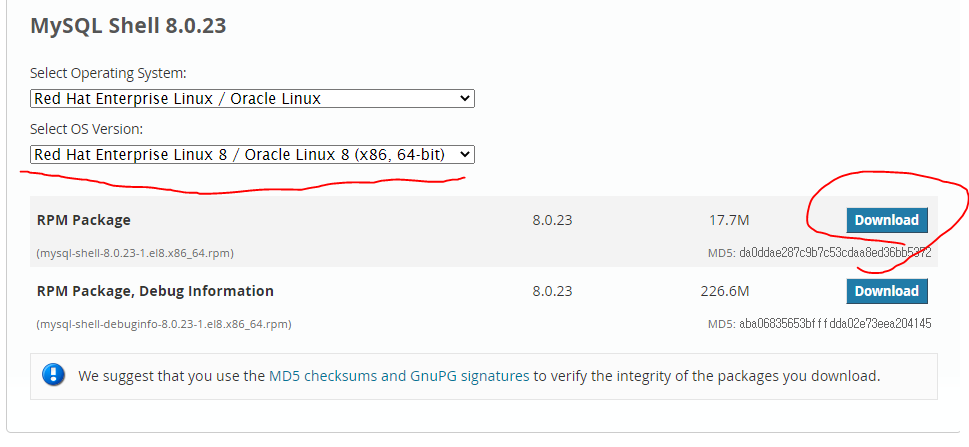 MySQL Shell 8.0.23
Select Operating System:
Red Hat Enterprise Linux / Oracle Linux
Select OS Version:
Red Hat Enterprise Linux 8 / Oracle Linux 8 (x86, 64-bit)
RPM Package 8.0.23 17.7M Download
(mysql-shell-8.0.23-1.el8.x86_64.rpm) MD5: da0ddae287c9b7c53cdaa8ed36bb5372
RPM Package, Debug Information 8.0.23 226.6M Download
(mysql-shell-debuginfo-8.0.23-1.el8.x86_64.rpm) MD5: aba06835653bfffdda02e73eea204145
We suggest that you use the MD5 checksums and GnuPG signatures to verify the integrity of the packages you download.